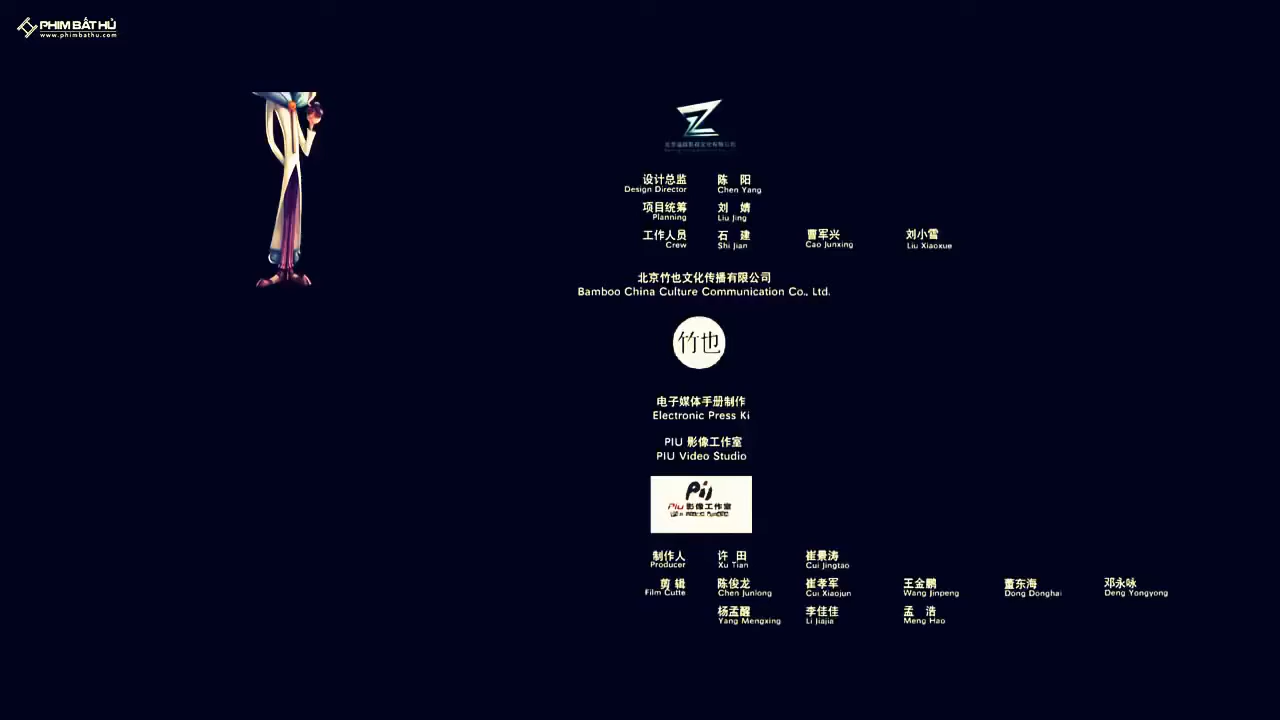 PHIM BẤT HỦ
www.phimbathu.com
设计总监 陈 阳
Design Director Chen Yang
项目统筹 刘 婧
Planning Liu Jing
工作人员 石 建 曹军兴 刘小雪
Crew Shi Jian Cao Junxing Liu Xiaoxue
北京竹也文化传播有限公司
Bamboo China Culture Communication Co., Ltd.
竹也
电子媒体手册制作
Electronic Press Ki
PIU 影像工作室
PIU Video Studio
Piu
Piu 影像工作室
制作人 许 田 崔景涛
Producer Xu Tian Cui Jingtao
剪 辑 陈俊龙 崔孝军 王金鹏 董东海 邓永咏
Film Cutte Chen Junlong Cui Xiaojun Wang Jinpeng Dong Donghai Deng Yongyong
杨孟醒 李佳佳 孟 浩
Yang Mengxing Li Jiajia Meng Hao